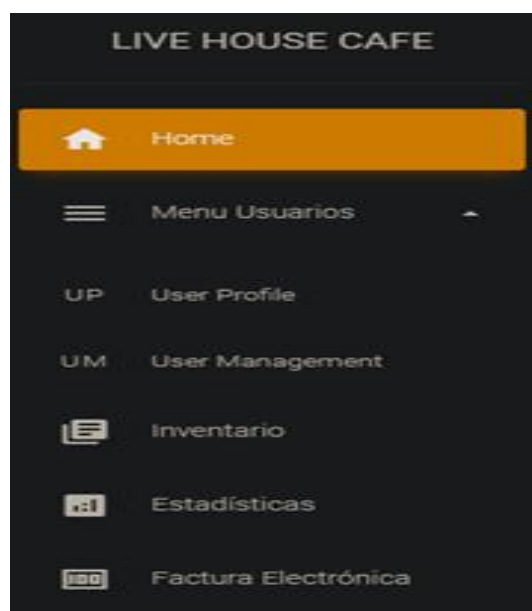 LIVE HOUSE CAFE
Home
Menu Usuarios
UP User Profile
UM User Management
Inventario
Estadísticas
Factura Electrónica